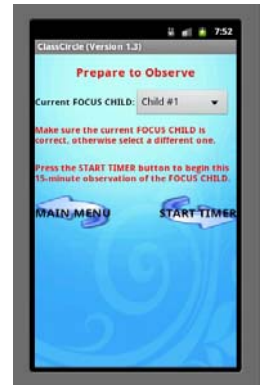 7:52
ClassCircle (Version 1.3)
Prepare to Observe
Current FOCUS CHILD: Child #1
Make sure the current FOCUS CHILD is
correct, otherwise select a different one.
Press the START TIMER button to begin this
15-minute observation of the FOCUS CHILD.
MAIN MENU START TIMER